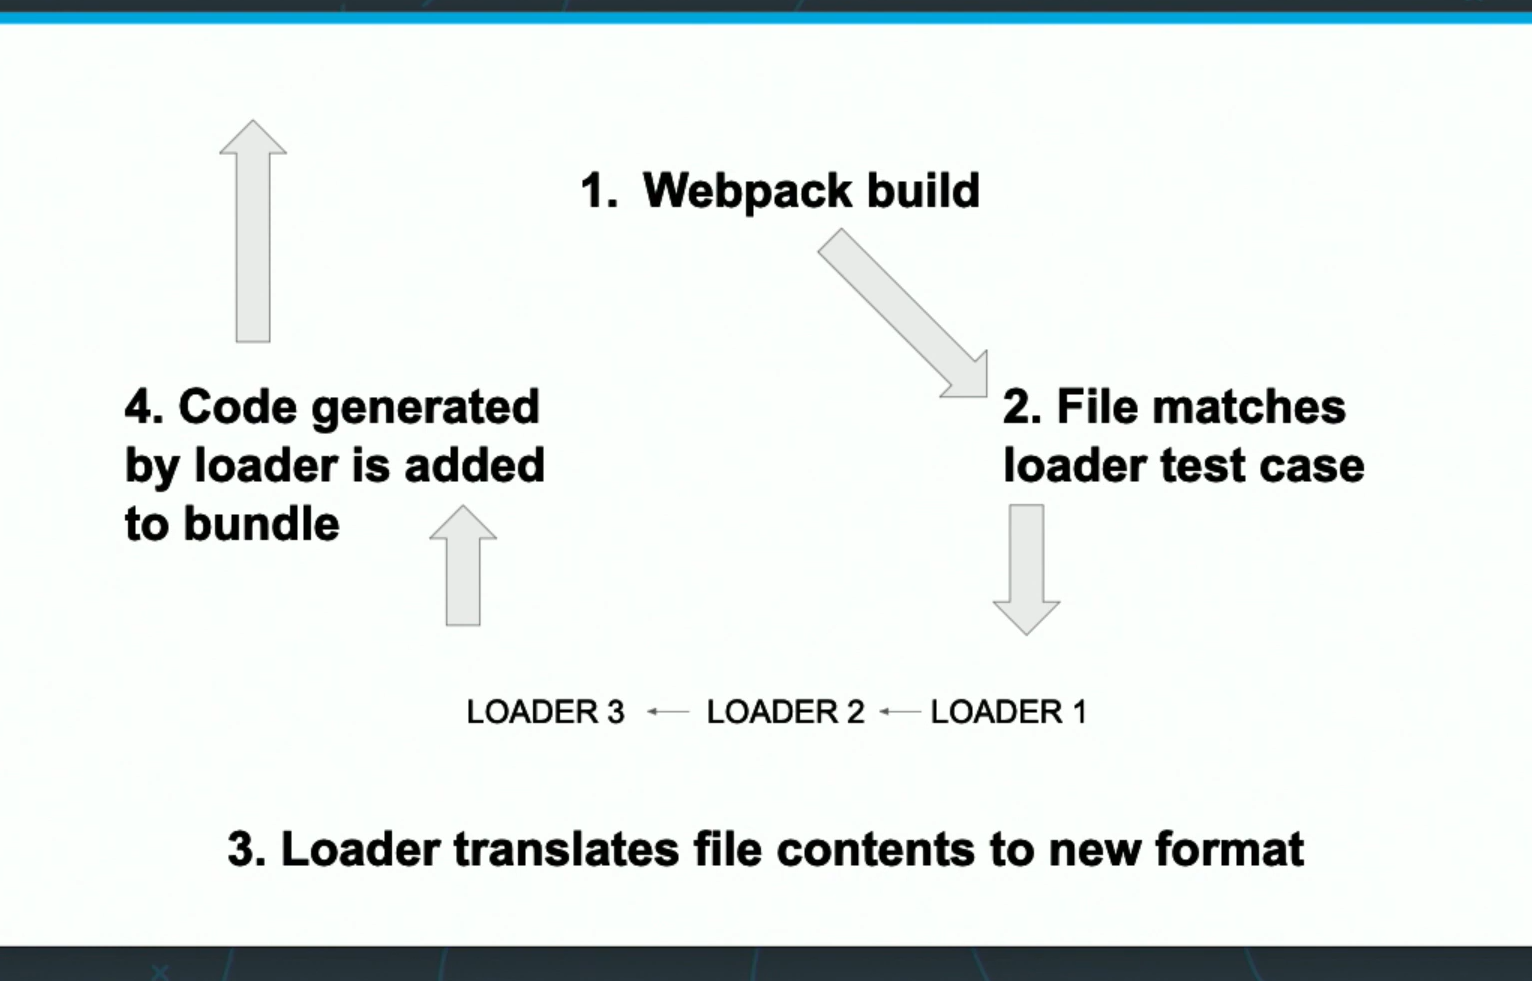 1. Webpack build
2. File matches
loader test case
LOADER 3 LOADER 2 LOADER 1
3. Loader translates file contents to new format
4. Code generated
by loader is added
to bundle